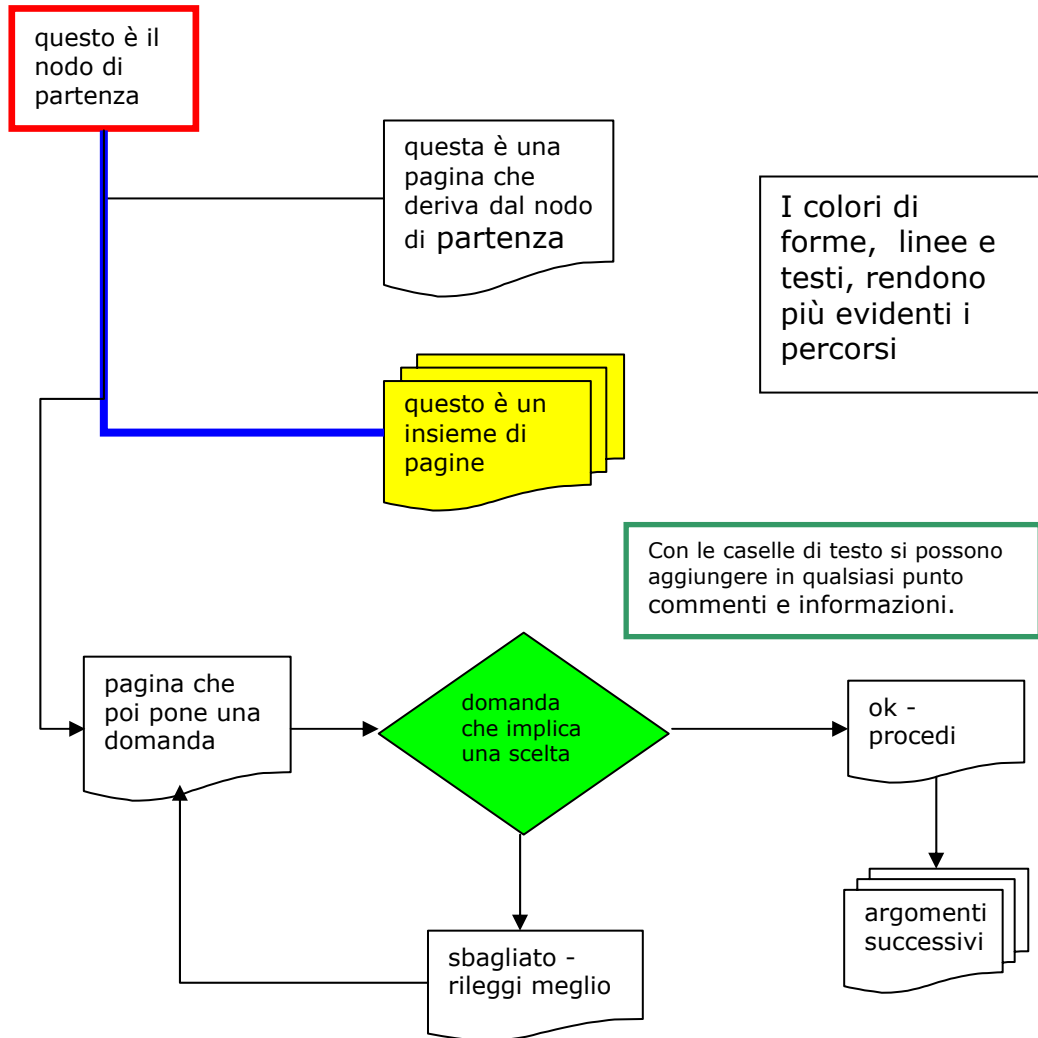 questo è il
nodo di
partenza
questa è una
pagina che
deriva dal nodo
di partenza
I colori di
forme,  linee e
testi, rendono
più evidenti i
percorsi
questo è un
insieme di
pagine
Con le caselle di testo si possono
aggiungere in qualsiasi punto
commenti e informazioni.
pagina che
poi pone una
domanda
domanda
che implica
una scelta
ok -
procedi
sbagliato -
rileggi meglio
argomenti
successivi